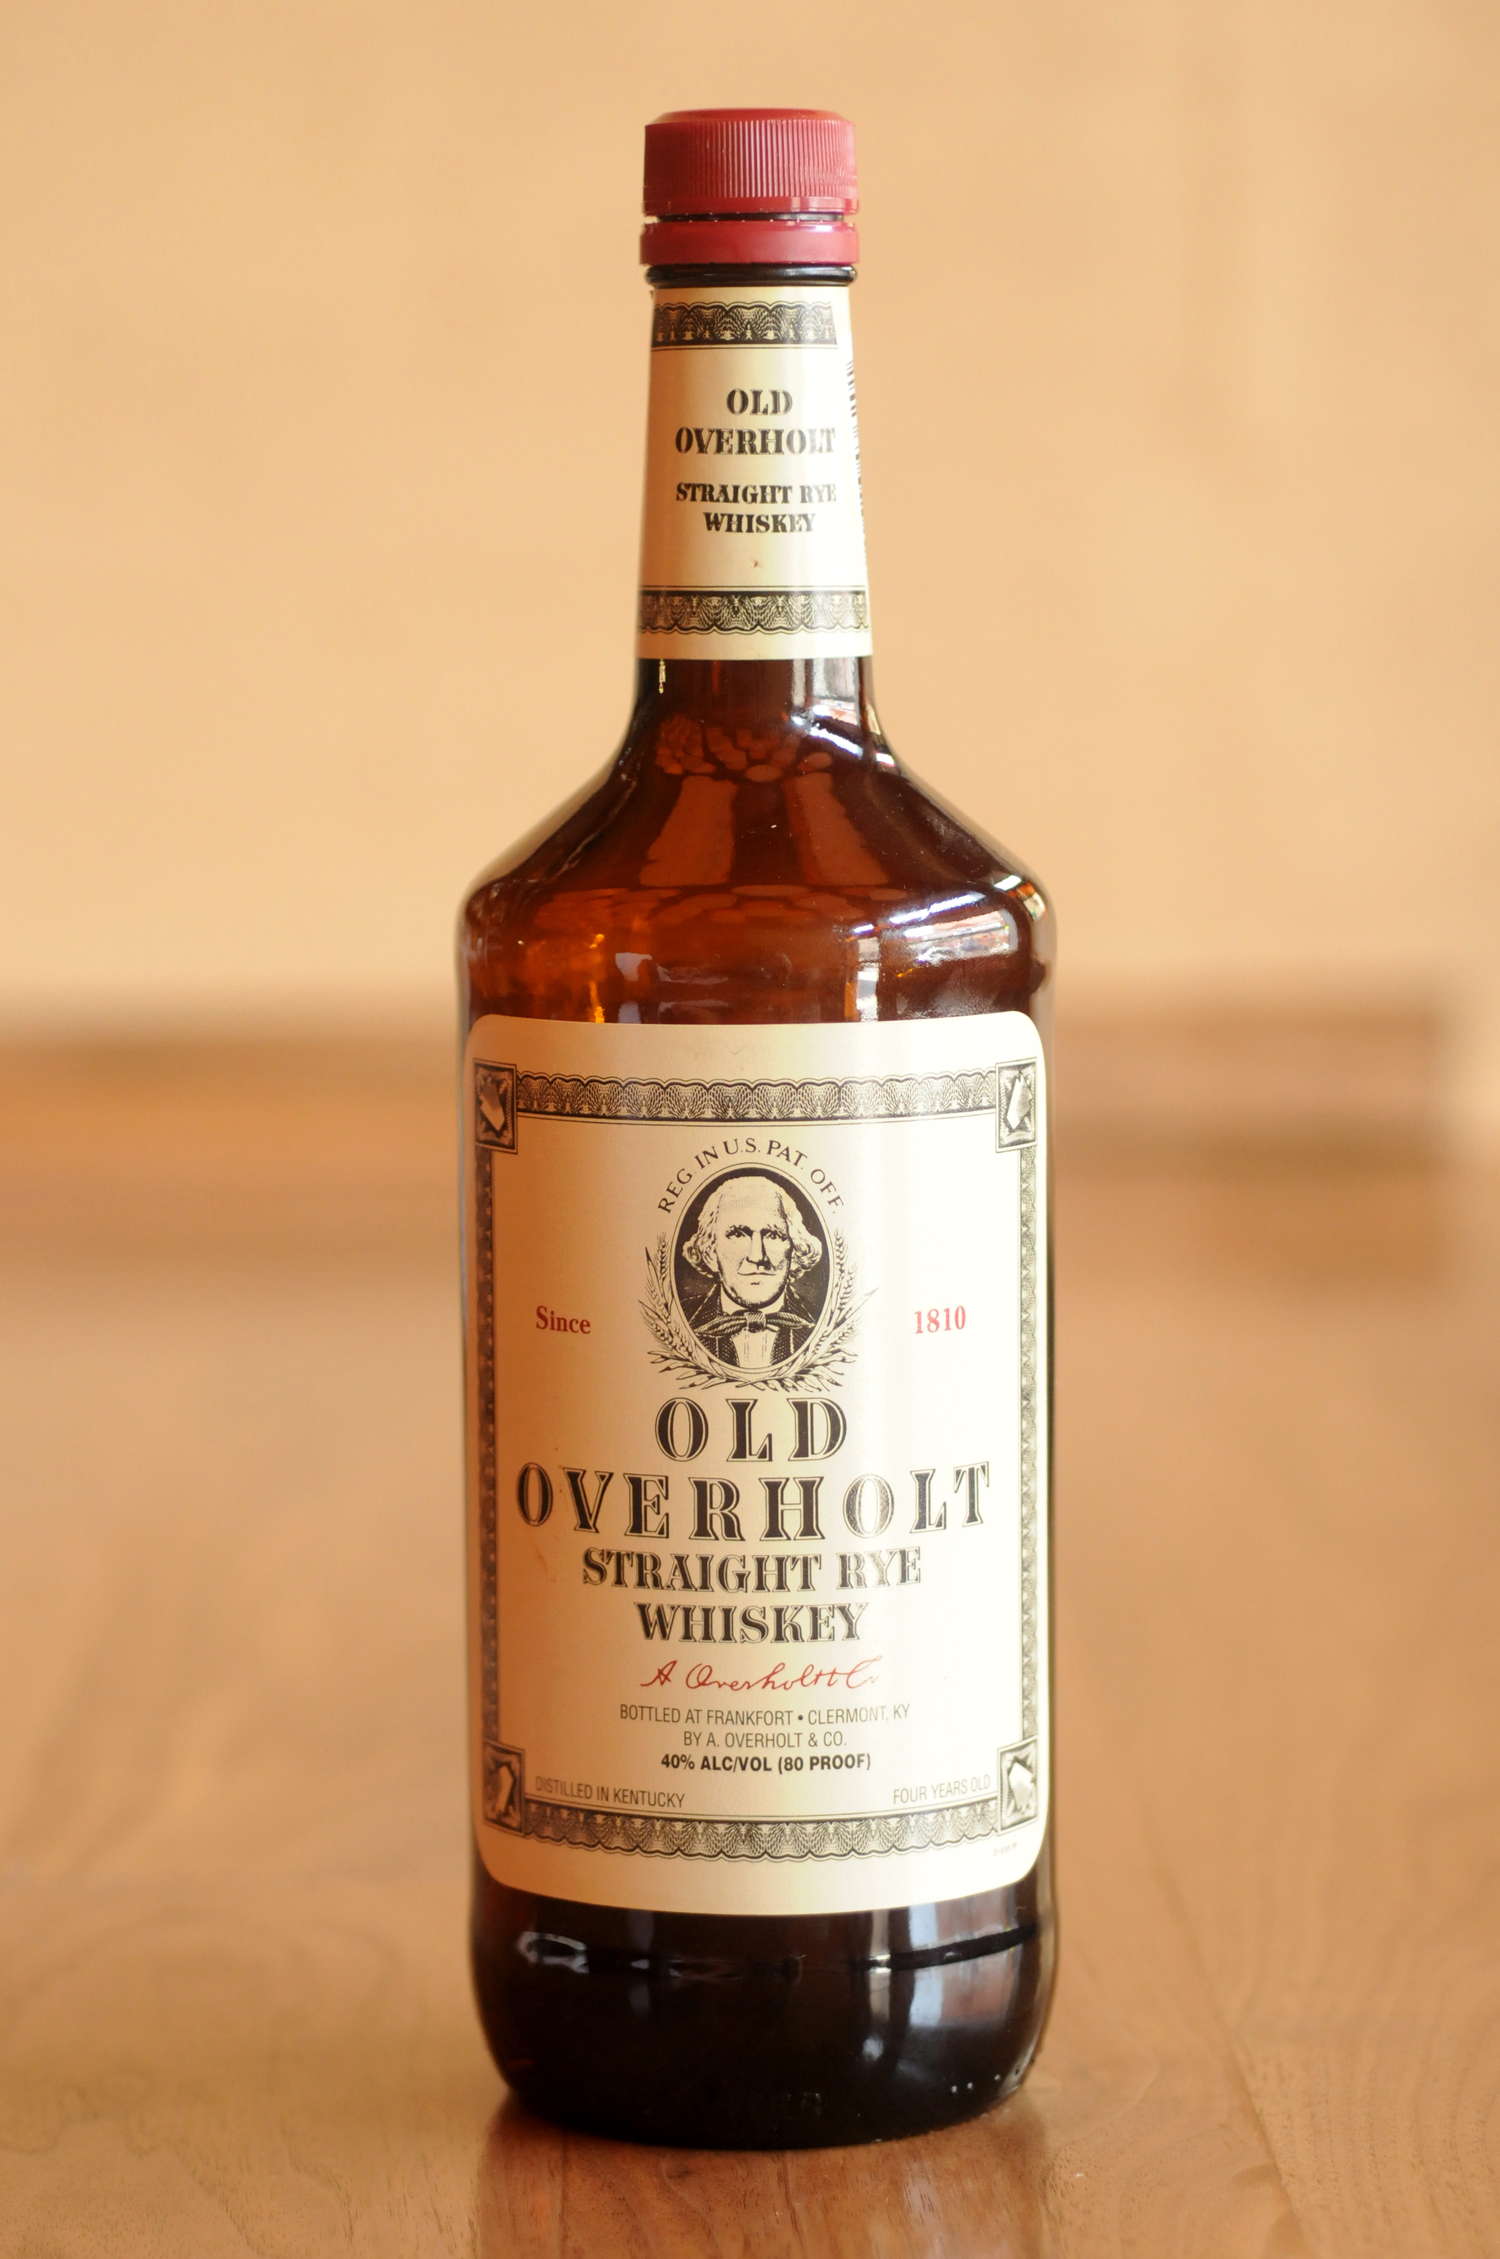 OLD
OVERHOLT
STRAIGHT RYE
WHISKEY
REG. IN U.S. PAT. OFF.
Since 1810
OLD
OVERHOLT
STRAIGHT RYE
WHISKEY
A Overholt & Co
BOTTLED AT FRANKFORT • CLERMONT, KY
BY A. OVERHOLT & CO.
40% ALC/VOL (80 PROOF)
DISTILLED IN KENTUCKY FOUR YEARS OLD